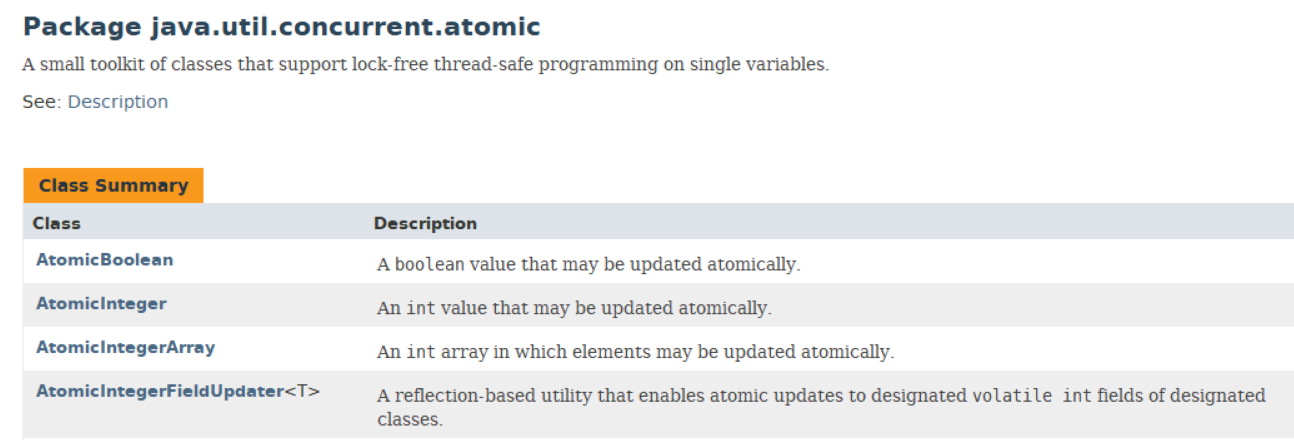 Package java.util.concurrent.atomic
A small toolkit of classes that support lock-free thread-safe programming on single variables.
See: Description
Class Summary
Class Description
AtomicBoolean A boolean value that may be updated atomically.
AtomicInteger An int value that may be updated atomically.
AtomicIntegerArray An int array in which elements may be updated atomically.
AtomicIntegerFieldUpdater<T> A reflection-based utility that enables atomic updates to designated volatile int fields of designated
classes.